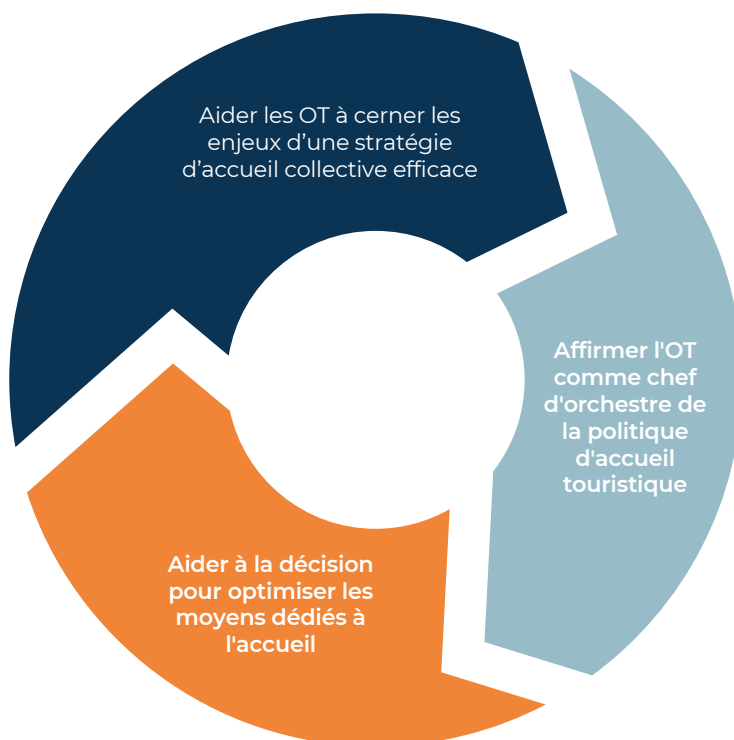 Aider les OT à cerner les
enjeux d’une stratégie
d’accueil collective efficace
Affirmer l'OT
comme chef
d'orchestre de
la politique
d'accueil
touristique
Aider à la décision
pour optimiser les
moyens dédiés à
l'accueil